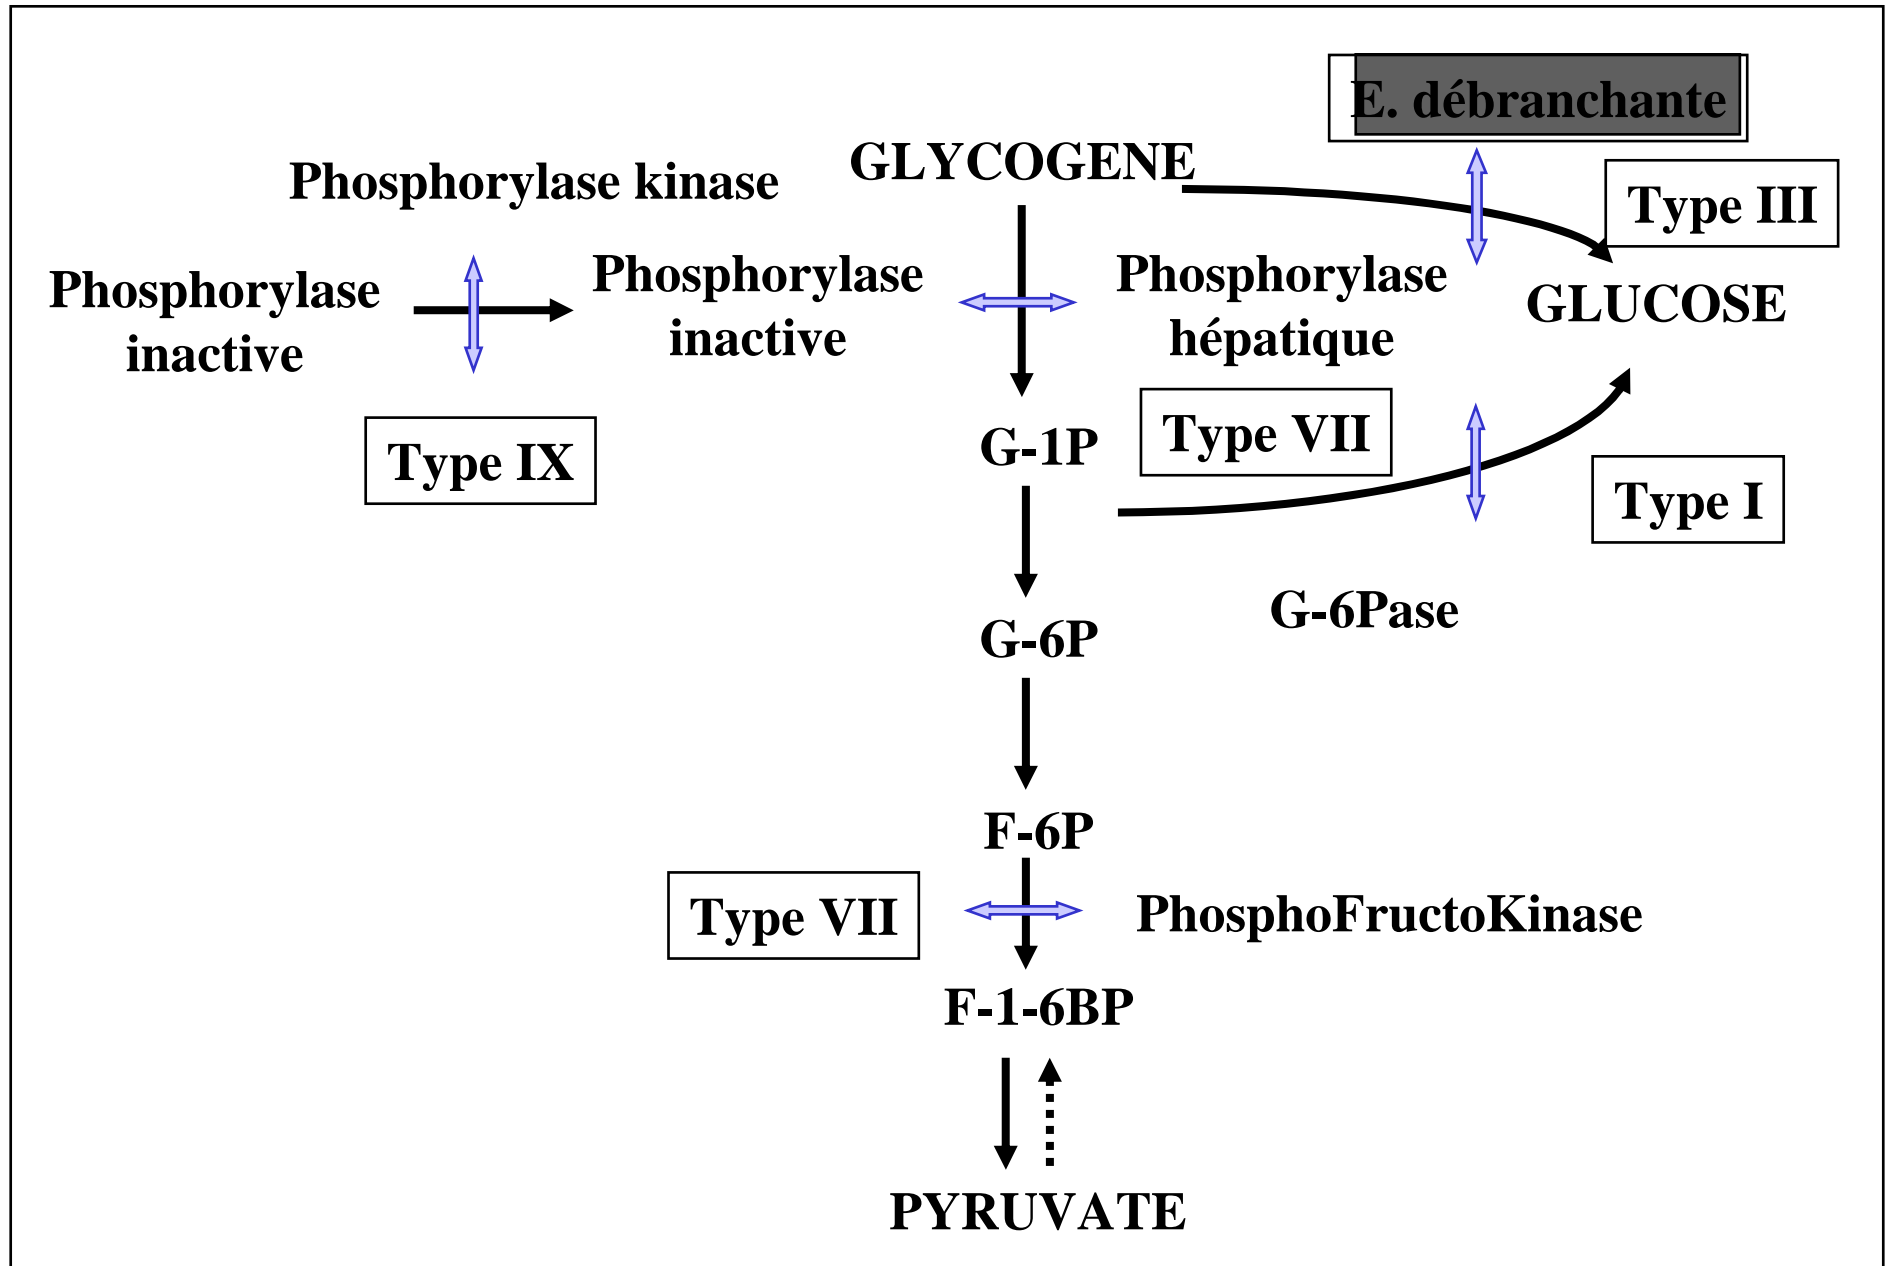 E. débranchante
GLYCOGENE
Phosphorylase kinase
Type III
Phosphorylase
inactive
Phosphorylase
inactive
Phosphorylase
hépatique
GLUCOSE
Type VII
G-1P
Type IX
Type I
G-6Pase
G-6P
F-6P
Type VII
PhosphoFructoKinase
F-1-6BP
PYRUVATE